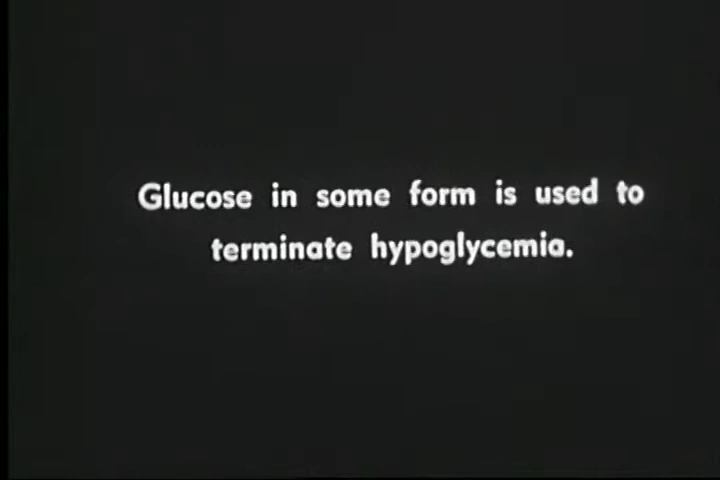 Glucose in some form is used to
terminate hypoglycemia.